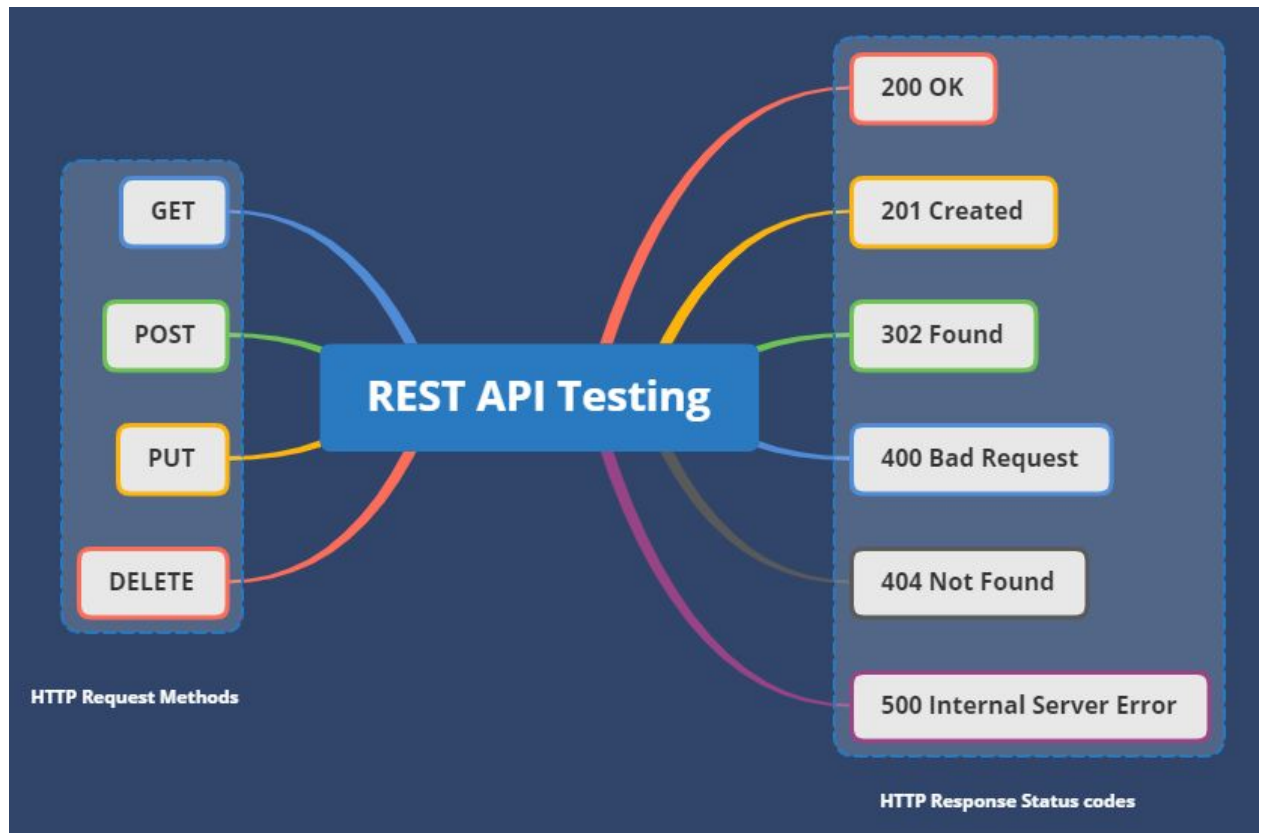 GET
POST
PUT
DELETE
HTTP Request Methods
REST API Testing
200 OK
201 Created
302 Found
400 Bad Request
404 Not Found
500 Internal Server Error
HTTP Response Status codes